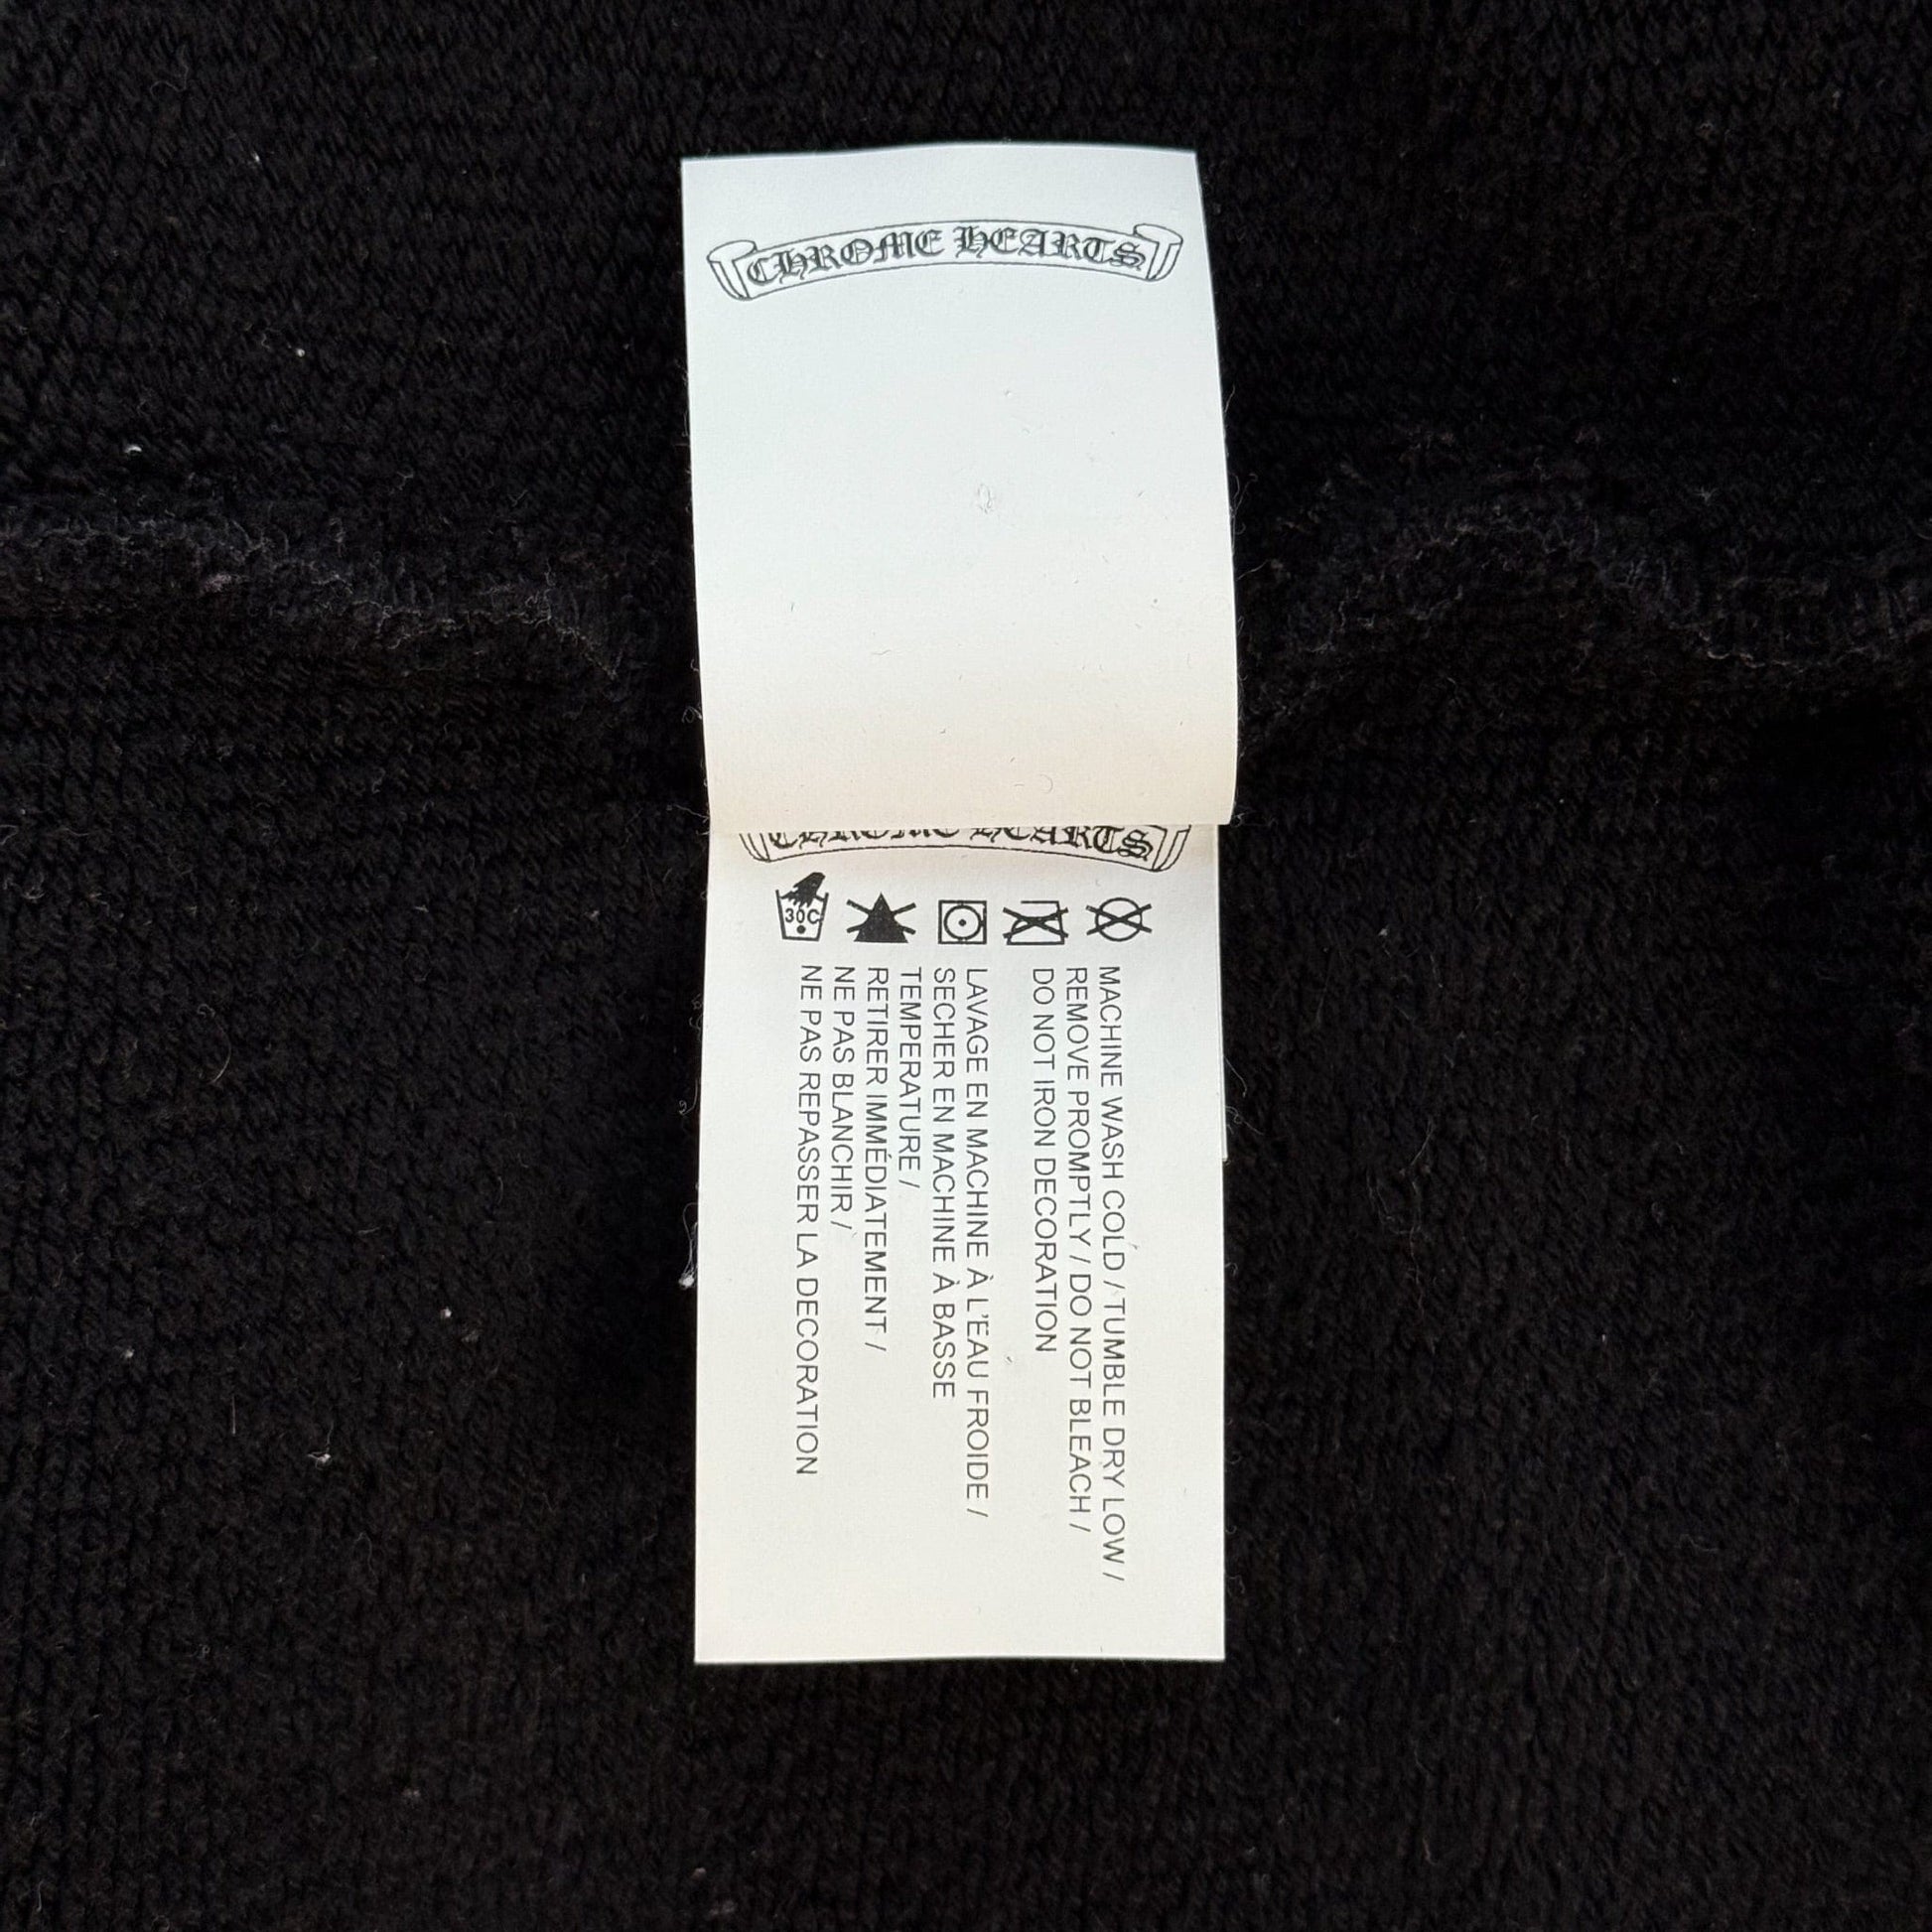 CHROME HEARTS
CHROME HEARTS
30C
MACHINE WASH COLD / TUMBLE DRY LOW /
REMOVE PROMPTLY / DO NOT BLEACH /
DO NOT IRON DECORATION
LAVAGE EN MACHINE À L'EAU FROIDE /
SECHER EN MACHINE À BASSE
TEMPERATURE /
RETIRER IMMÉDIATEMENT /
NE PAS BLANCHIR /
NE PAS REPASSER LA DECORATION